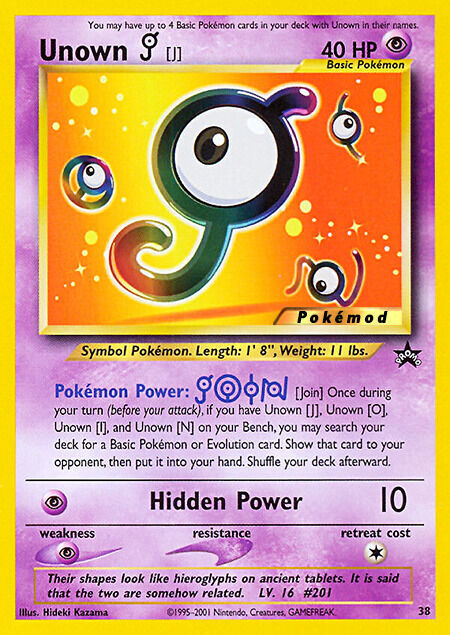 You may have up to 4 Basic Pokémon cards in your deck with Unown in their names.
Unown J [J] 40 HP
Basic Pokémon
Pokémod
Symbol Pokémon. Length: 1' 8", Weight: 11 lbs.
PROMO
Pokémon Power: JOIN [Join] Once during
your turn (before your attack), if you have Unown [J], Unown [O],
Unown [I], and Unown [N] on your Bench, you may search your
deck for a Basic Pokémon or Evolution card. Show that card to your
opponent, then put it into your hand. Shuffle your deck afterward.
Hidden Power 10
weakness resistance retreat cost
Their shapes look like hieroglyphs on ancient tablets. It is said
that the two are somehow related. LV. 16 #201
Illus. Hideki Kazama ©1995-2001 Nintendo, Creatures, GAMEFREAK. 38